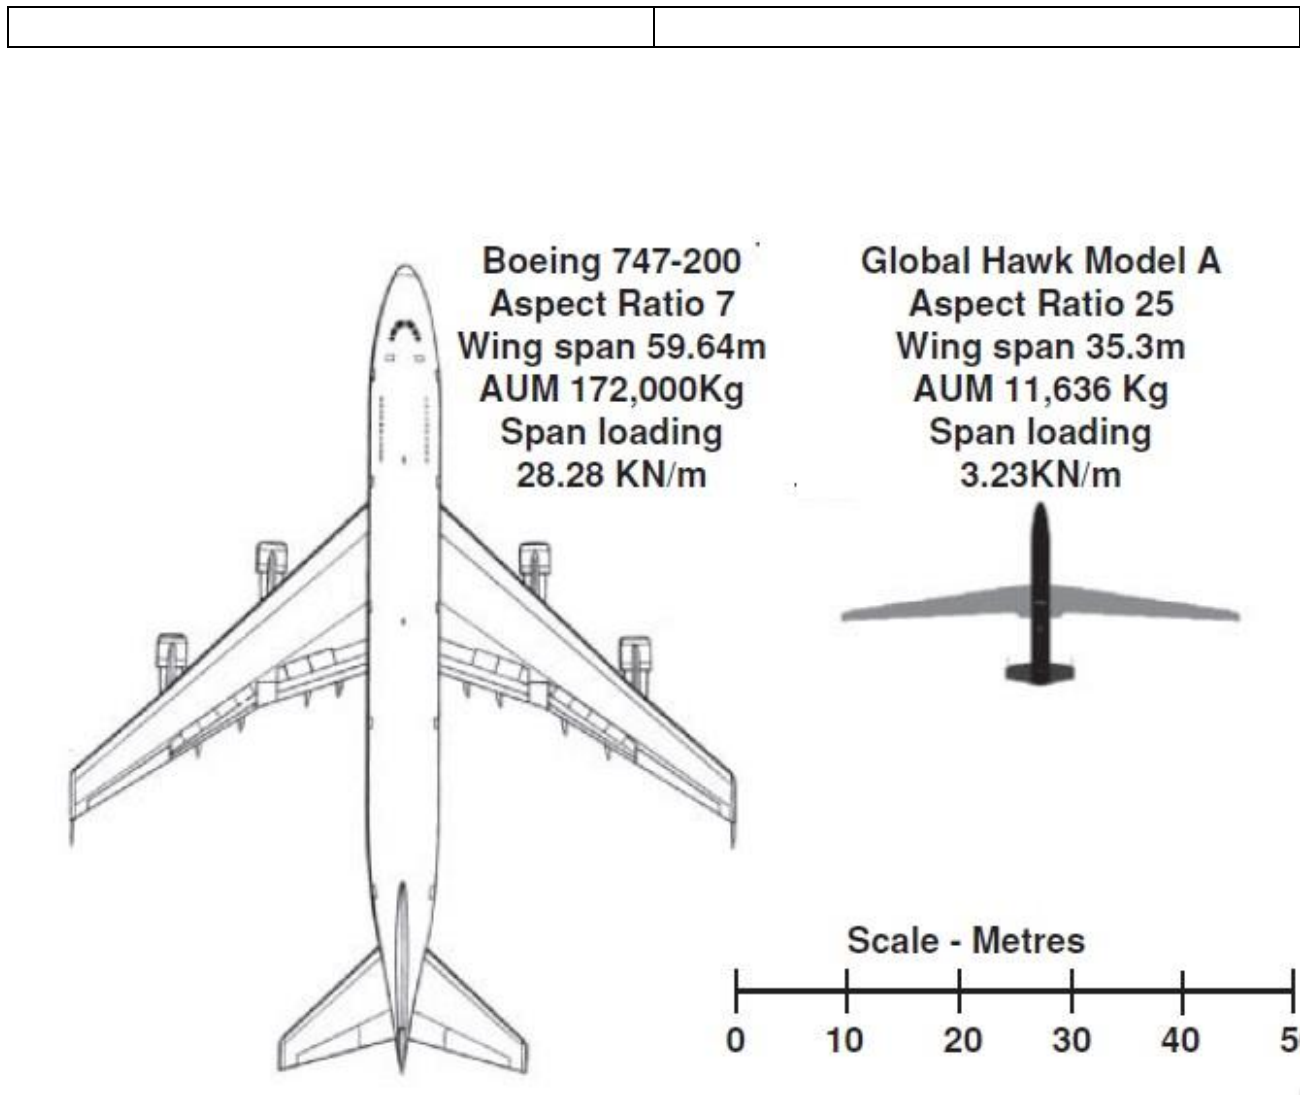 Boeing 747-200
Aspect Ratio 7
Wing span 59.64m
AUM 172,000Kg
Span loading
28.28 KN/m
Global Hawk Model A
Aspect Ratio 25
Wing span 35.3m
AUM 11,636 Kg
Span loading
3.23KN/m
Scale - Metres
0 10 20 30 40 5